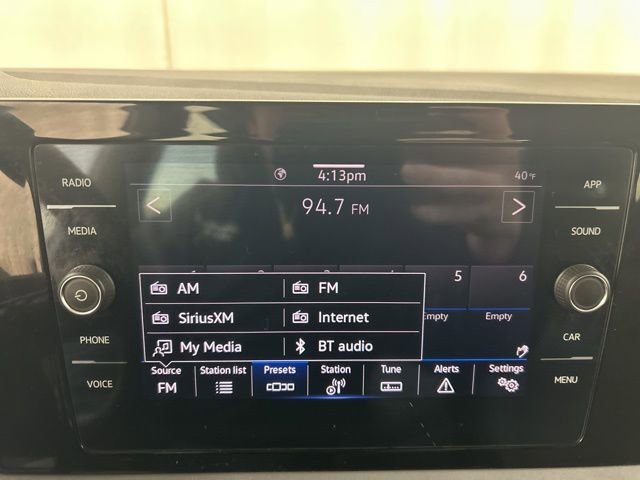 RADIO
4:13pm
40°F
APP
94.7 FM
MEDIA
SOUND
5
6
AM
FM
SiriusXM
Internet
Empty
Empty
My Media
BT audio
PHONE
CAR
Source
FM
Station list
Presets
Station
Tune
Alerts
Settings
VOICE
MENU